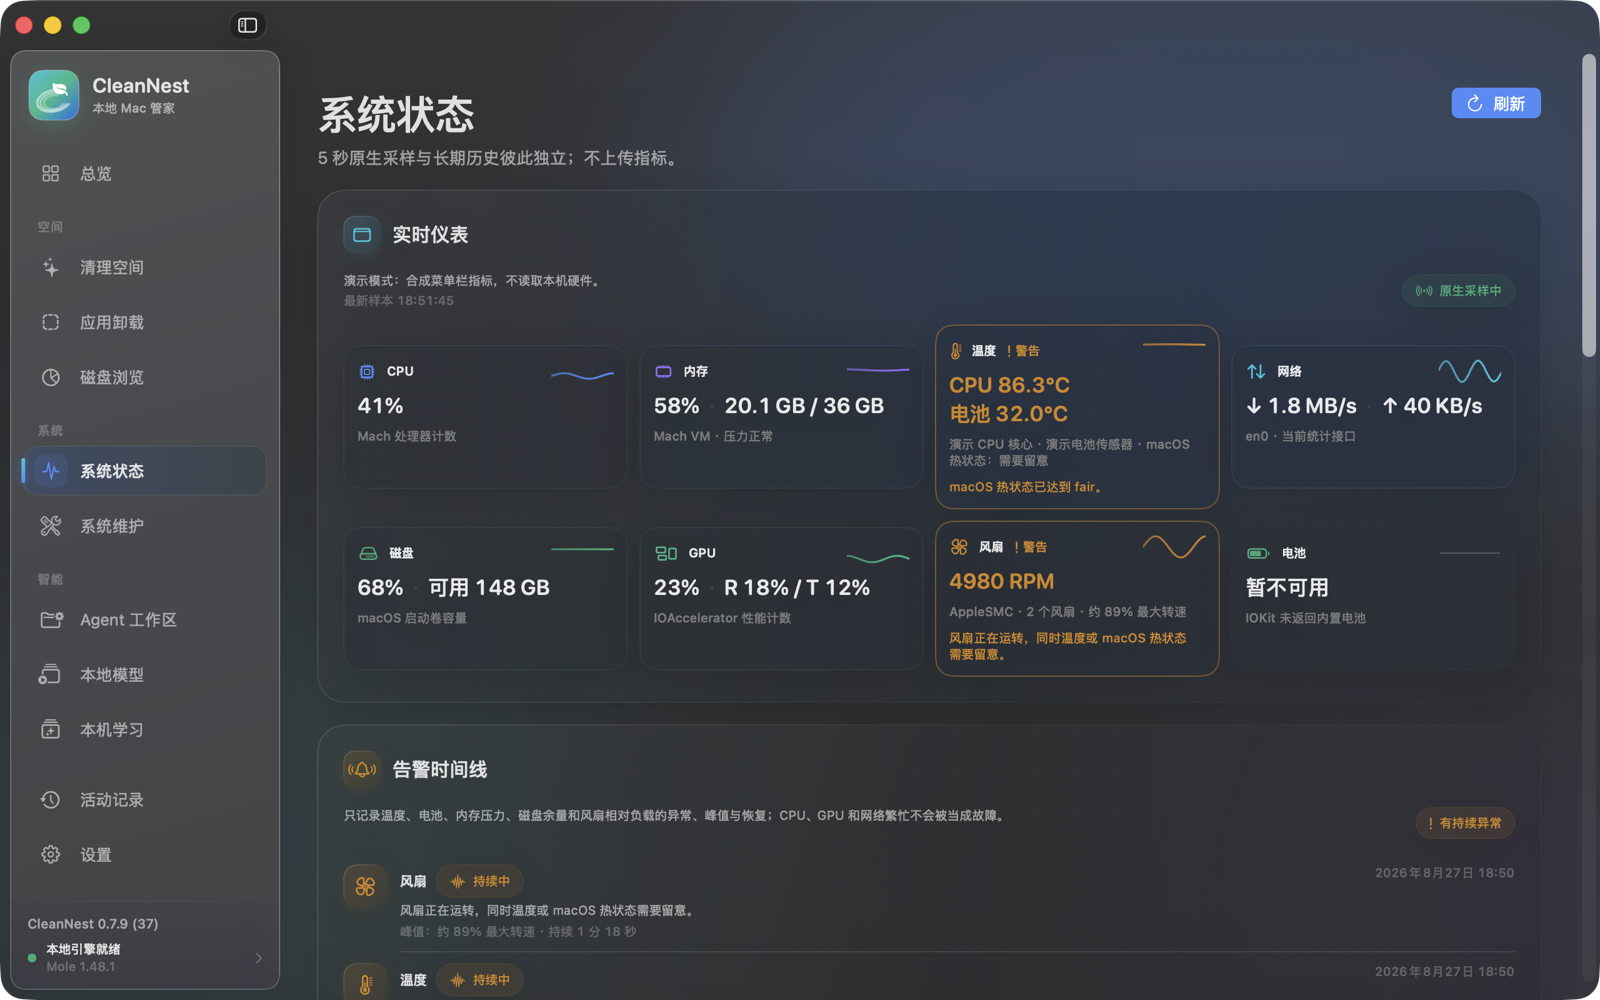 CleanNest
本地 Mac 管家
总览
空间
清理空间
应用卸载
磁盘浏览
系统
系统状态
系统维护
智能
Agent 工作区
本地模型
本机学习
活动记录
设置
CleanNest 0.7.9 (37)
本地引擎就绪
Mole 1.48.1
系统状态
5 秒原生采样与长期历史彼此独立；不上传指标。
刷新
实时仪表
演示模式：合成菜单栏指标，不读取本机硬件。
最新样本 18:51:45
原生采样中
CPU
41%
Mach 处理器计数
内存
58% · 20.1 GB / 36 GB
Mach VM · 压力正常
温度 ! 警告
CPU 86.3°C
电池 32.0°C
演示 CPU 核心 · 演示电池传感器 · macOS
热状态：需要留意
macOS 热状态已达到 fair。
网络
↓ 1.8 MB/s · ↑ 40 KB/s
en0 · 当前统计接口
磁盘
68% · 可用 148 GB
macOS 启动卷容量
GPU
23% · R 18% / T 12%
IOAccelerator 性能计数
风扇 ! 警告
4980 RPM
AppleSMC · 2 个风扇 · 约 89% 最大转速
风扇正在运转，同时温度或 macOS 热状态
需要留意。
电池
暂不可用
IOKit 未返回内置电池
告警时间线
只记录温度、电池、内存压力、磁盘余量和风扇相对负载的异常、峰值与恢复；CPU、GPU 和网络繁忙不会被当成故障。
! 有持续异常
风扇 持续中
2026年8月27日 18:50
风扇正在运转，同时温度或 macOS 热状态需要留意。
峰值：约 89% 最大转速 · 持续 1 分 18 秒
温度 持续中
2026年8月27日 18:50